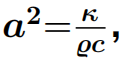 a² = κ/ϱc,